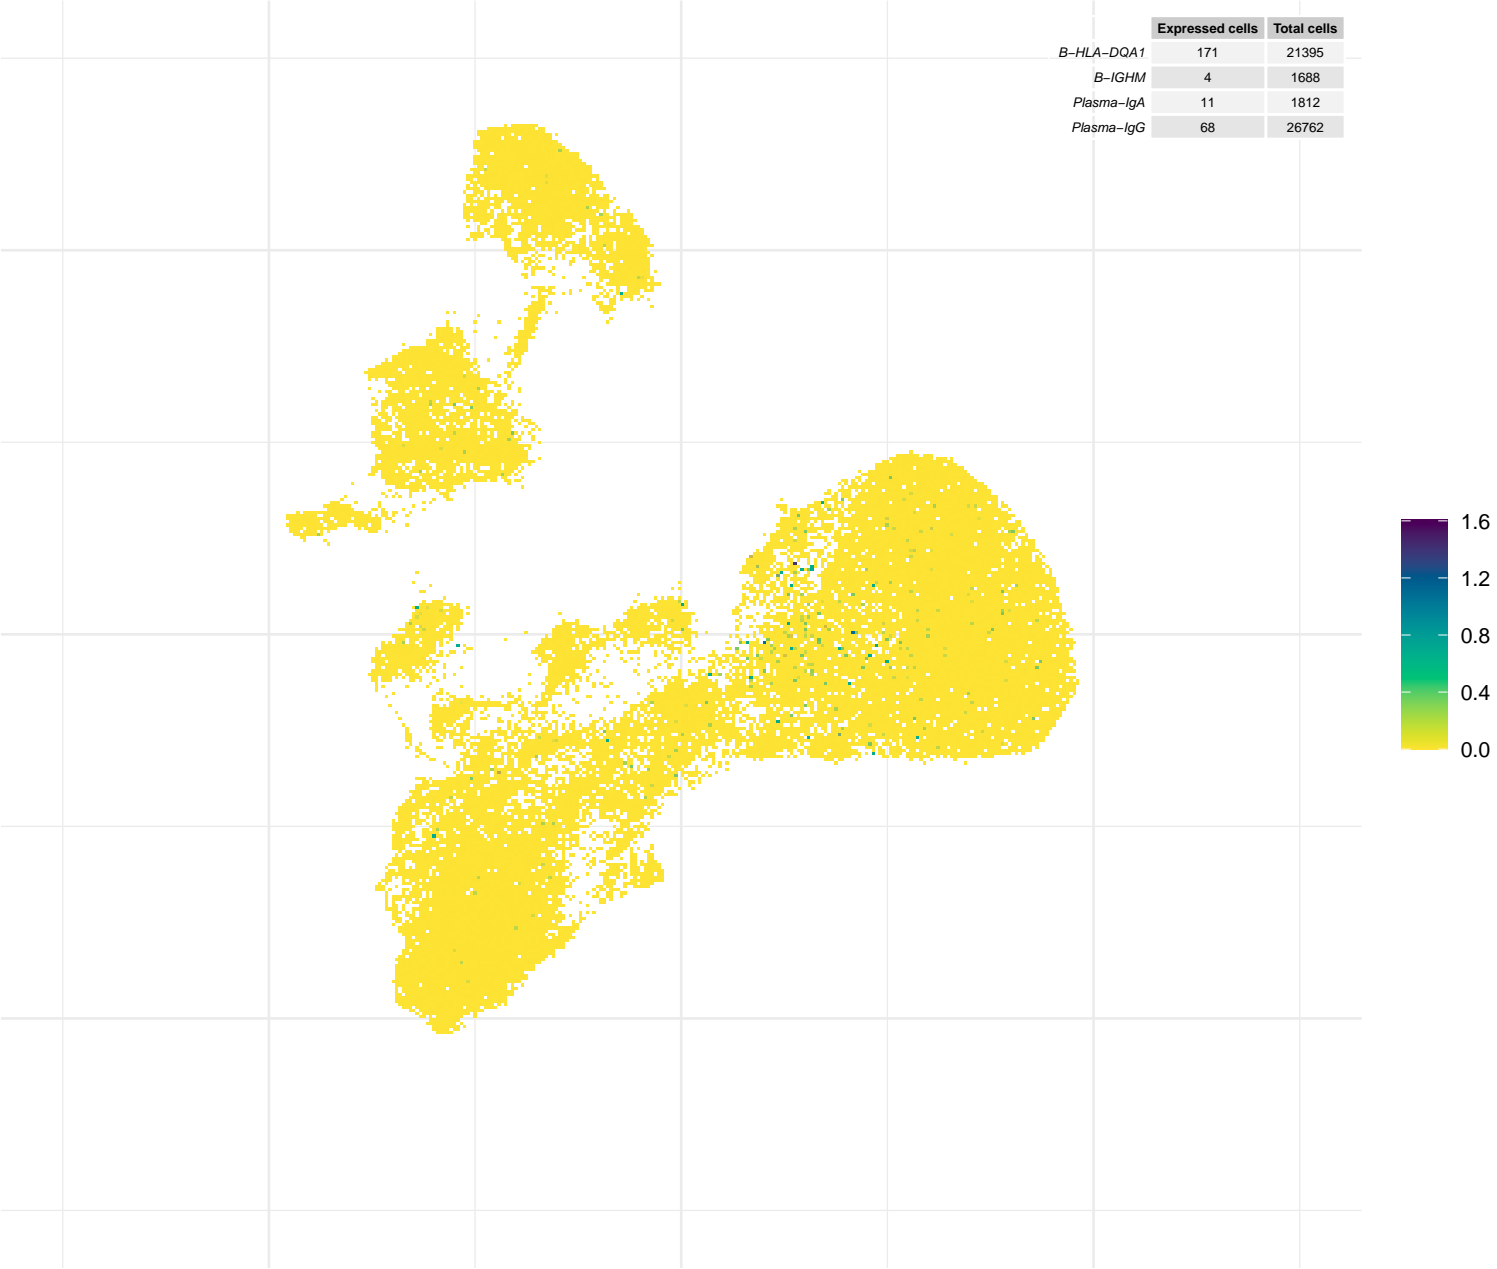 Expressed cells Total cells
B−HLA−DQA1 171 21395
B−IGHM 4 1688
Plasma−IgA 11 1812
Plasma−IgG 68 26762
1.6
1.2
0.8
0.4
0.0